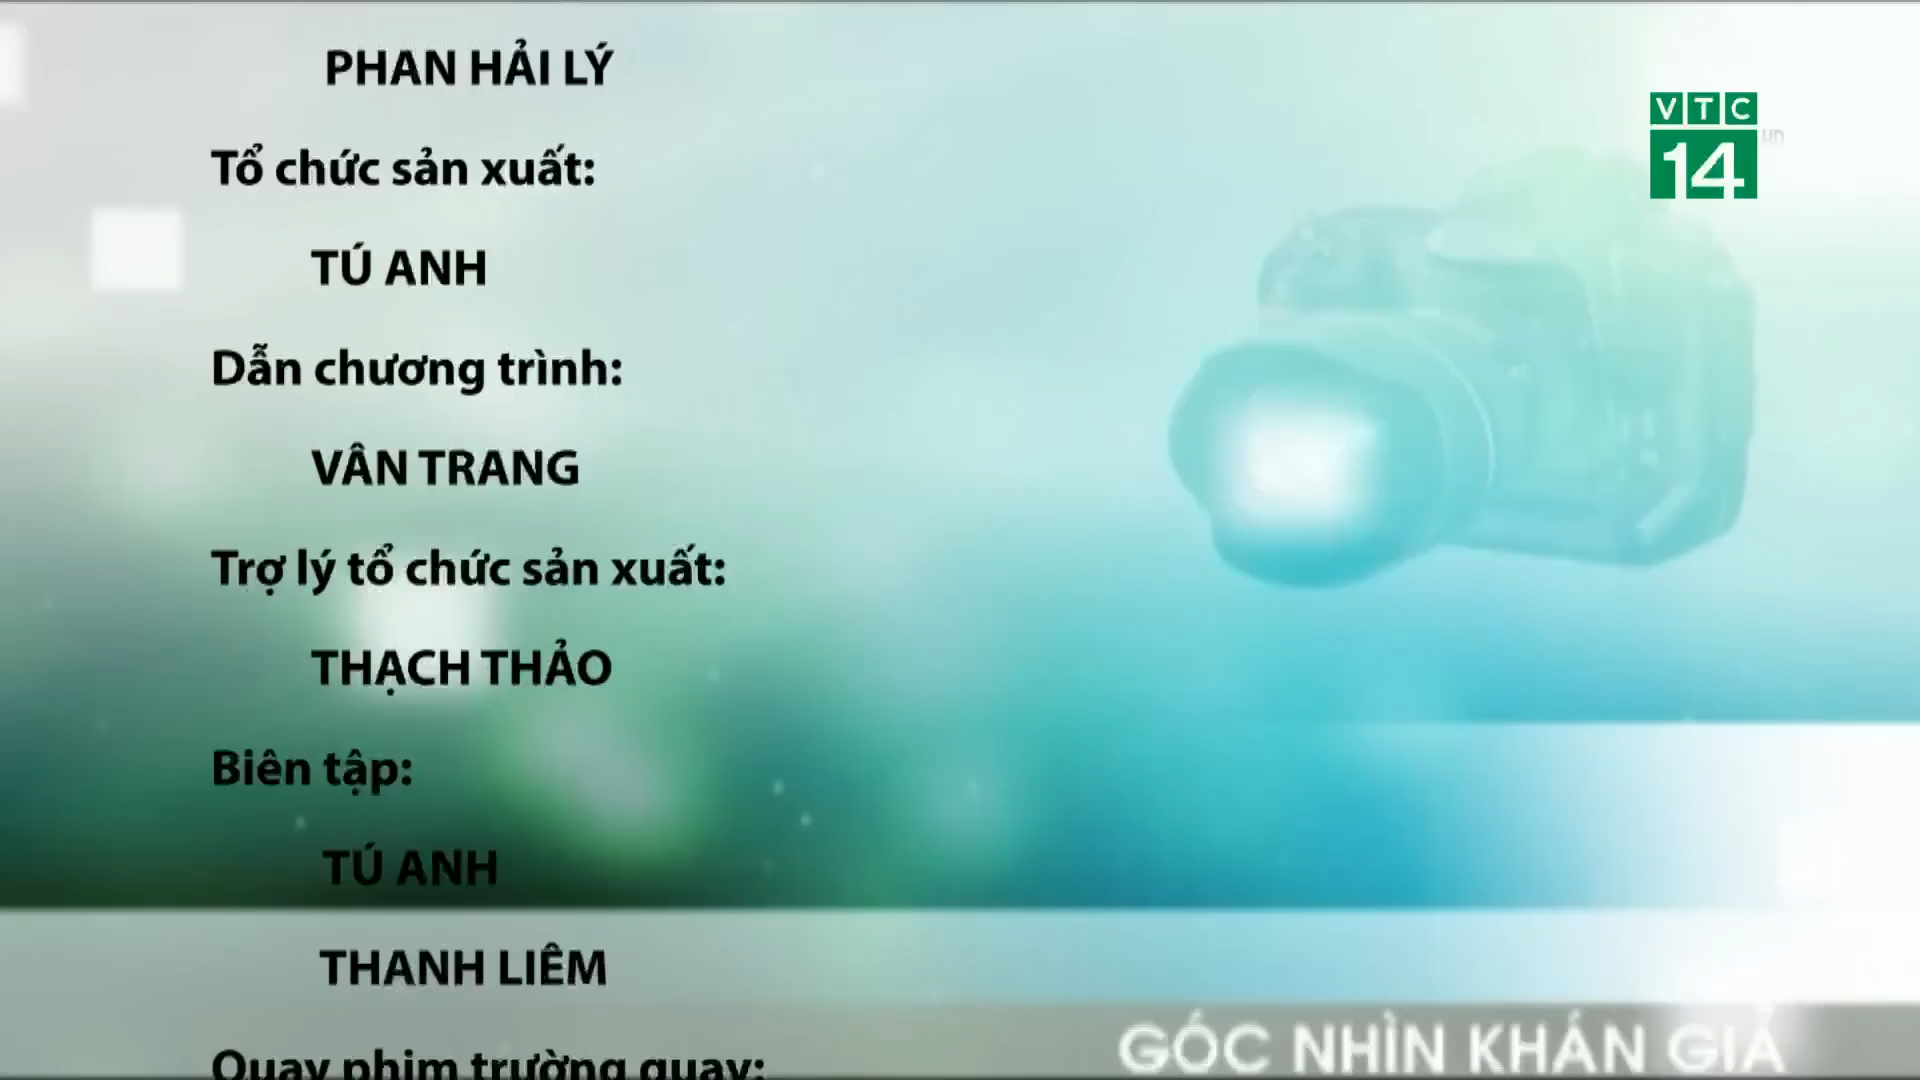 PHAN HẢI LÝ
Tổ chức sản xuất:
TÚ ANH
Dẫn chương trình:
VÂN TRANG
Trợ lý tổ chức sản xuất:
THẠCH THẢO
Biên tập:
TÚ ANH
THANH LIÊM
Quay phim trường quay:
VTC
14
GÓC NHÌN KHÁN GIẢ